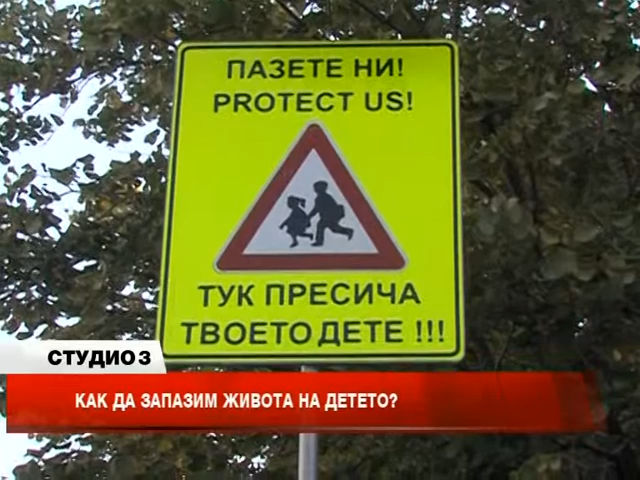 ПАЗЕТЕ НИ!
PROTECT US!
ТУК ПРЕСИЧА
ТВОЕТО ДЕТЕ !!!
СТУДИО 3
КАК ДА ЗАПАЗИМ ЖИВОТА НА ДЕТЕТО?